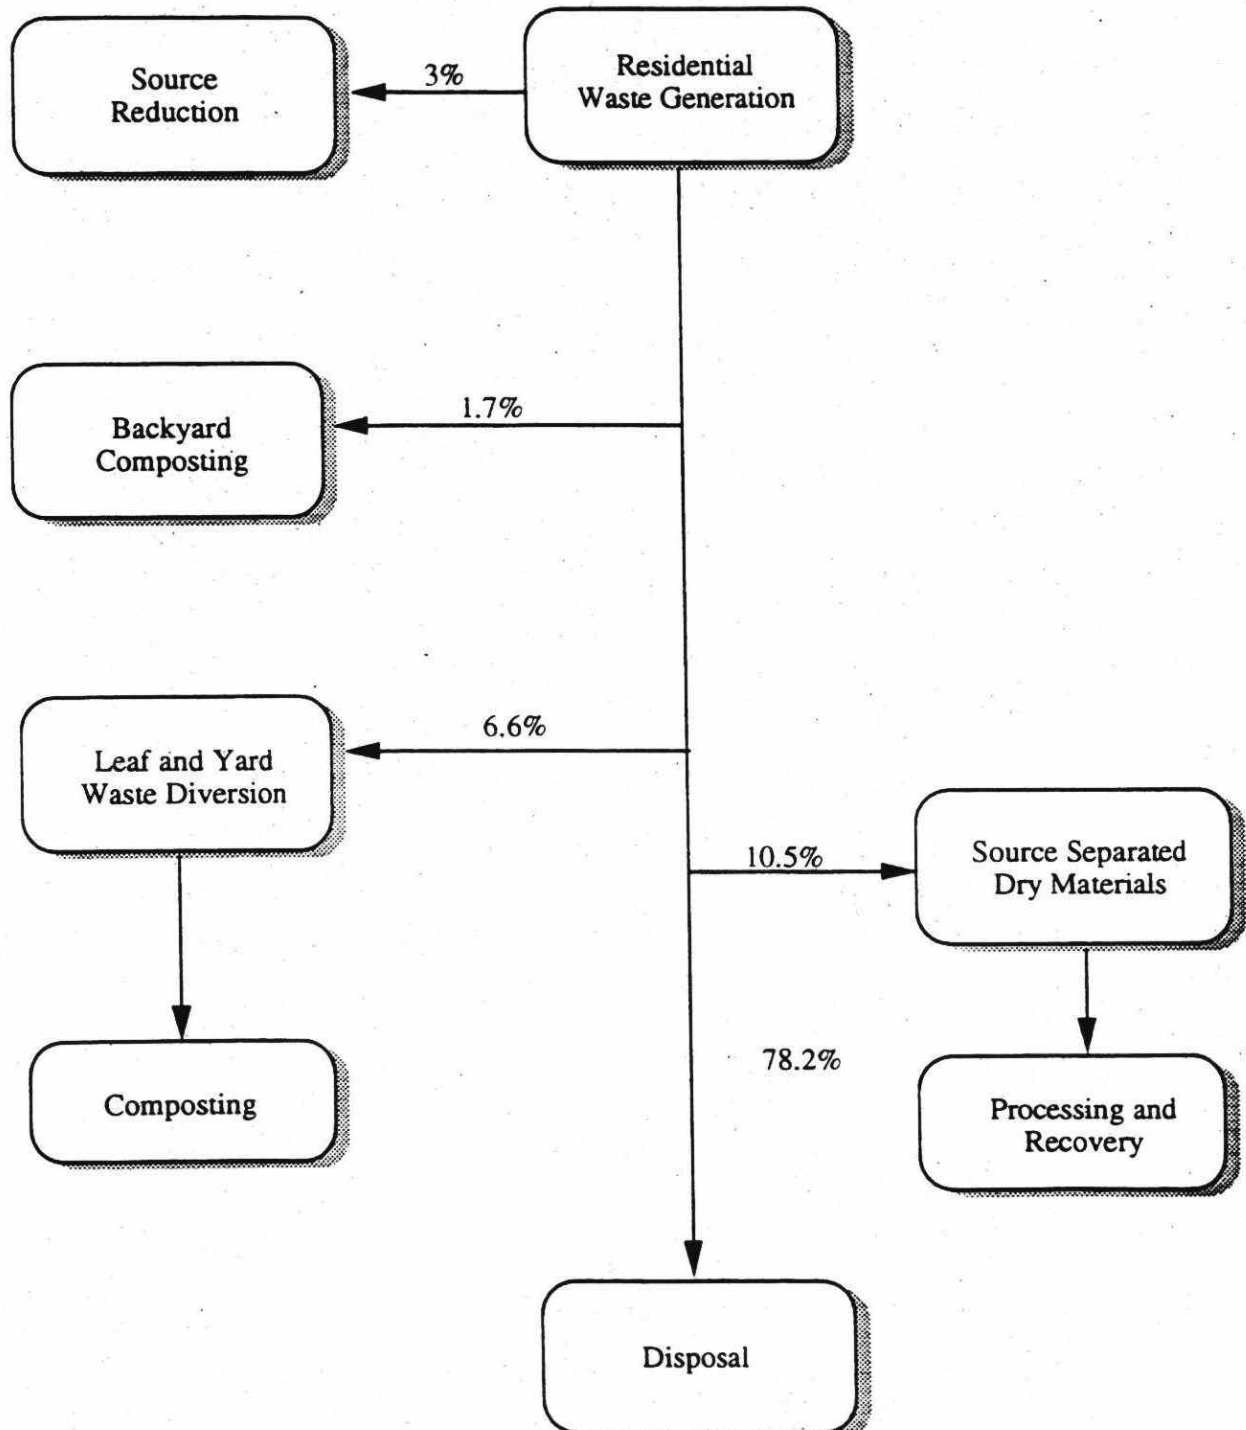 Source
Reduction
3%
Residential
Waste Generation
Backyard
Composting
1.7%
Leaf and Yard
Waste Diversion
6.6%
10.5%
Source Separated
Dry Materials
Composting
78.2%
Processing and
Recovery
Disposal